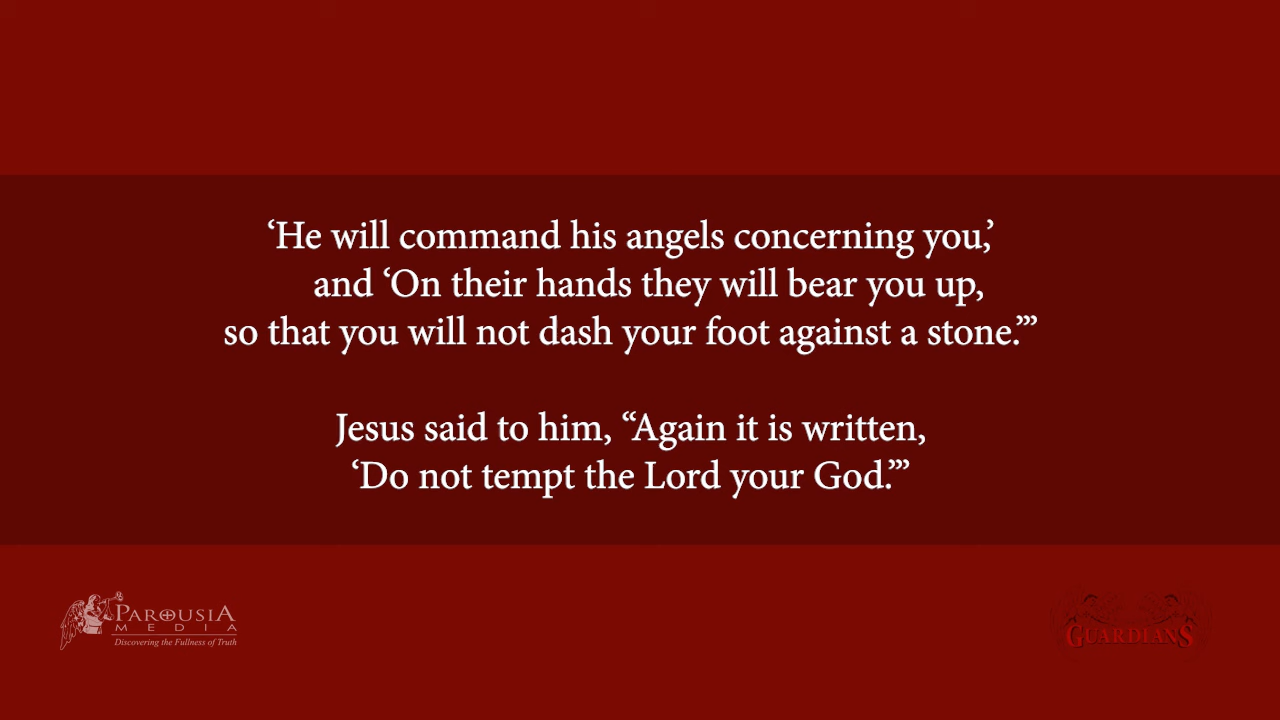 ‘He will command his angels concerning you,’
and ‘On their hands they will bear you up,
so that you will not dash your foot against a stone.’”
Jesus said to him, “Again it is written,
‘Do not tempt the Lord your God.’”
PAROUSIA
MEDIA
Discovering the Fullness of Truth
GUARDIANS